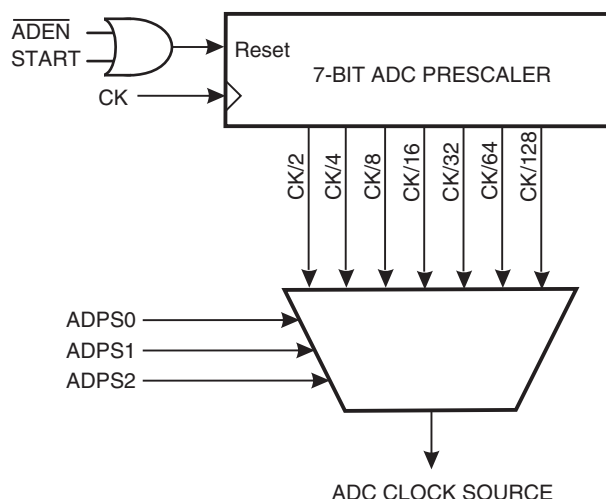 A̅D̅E̅N̅
START
Reset
7-BIT ADC PRESCALER
CK
CK/2
CK/4
CK/8
CK/16
CK/32
CK/64
CK/128
ADPS0
ADPS1
ADPS2
ADC CLOCK SOURCE